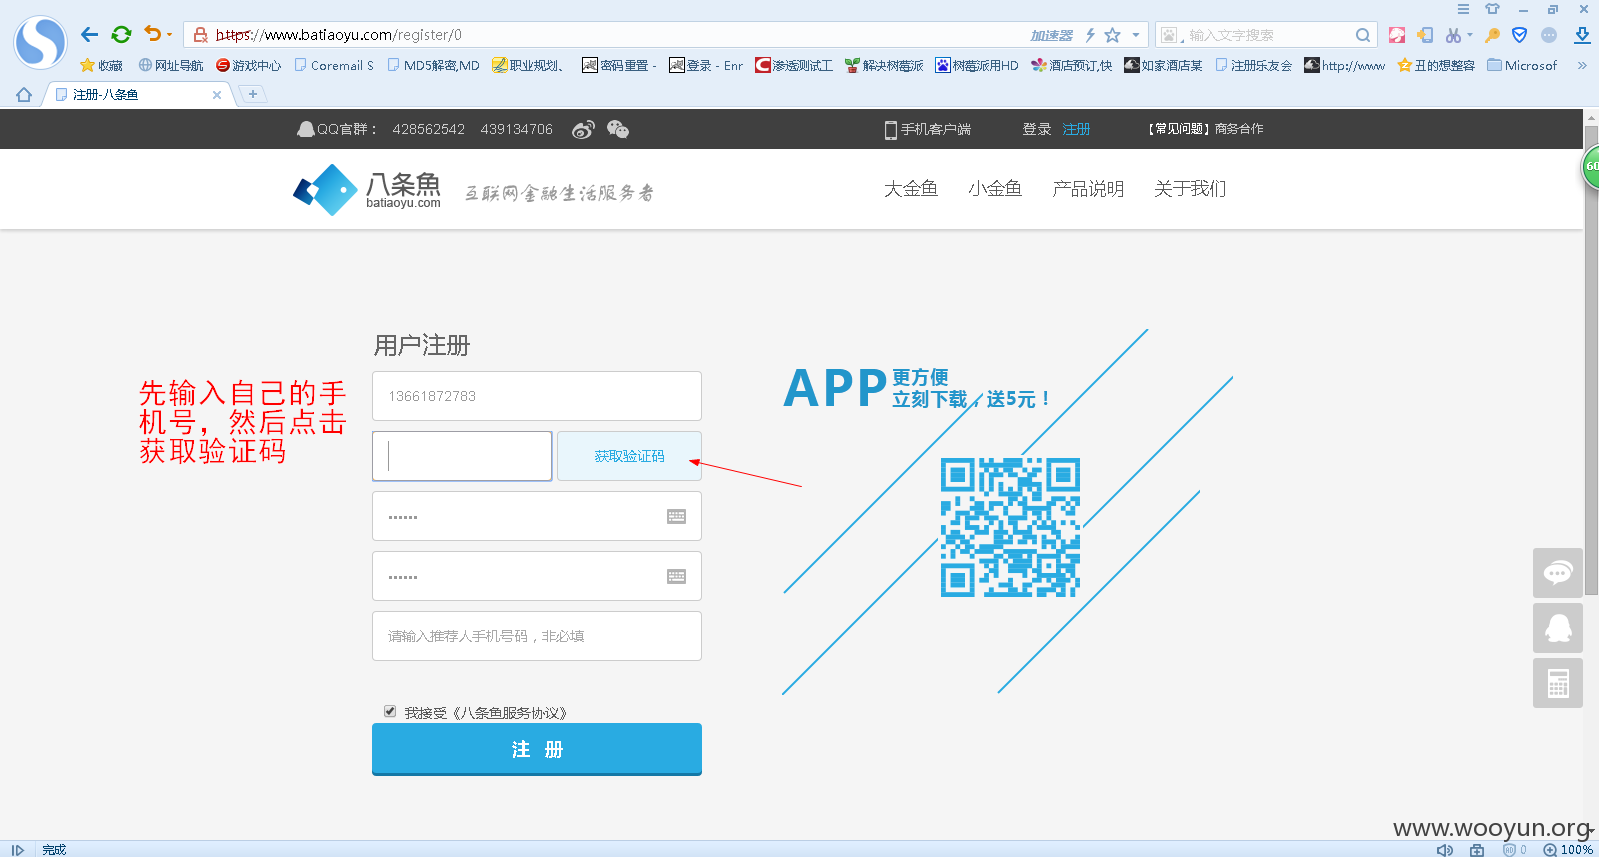 https://www.batiaoyu.com/register/0
加速器
输入文字搜索
收藏
网址导航
游戏中心
Coremail S
MD5解密,MD
职业规划、
密码重置 -
登录 - Enr
渗透测试工
解决树莓派
树莓派用HD
酒店预订,快
如家酒店某
注册乐友会
http://www
丑的想整容
Microsof
注册-八条鱼
QQ官群： 428562542 439134706
手机客户端
登录 注册
【常见问题】商务合作
八条魚
batiaoyu.com
互联网金融生活服务者
大金鱼 小金鱼 产品说明 关于我们
60
用户注册
13661872783
先输入自己的手
机号，然后点击
获取验证码
获取验证码
••••••
••••••
请输入推荐人手机号码，非必填
我接受《八条鱼服务协议》
注 册
APP
更方便
立刻下载，送5元！
www.wooyun.org
完成
0
100%